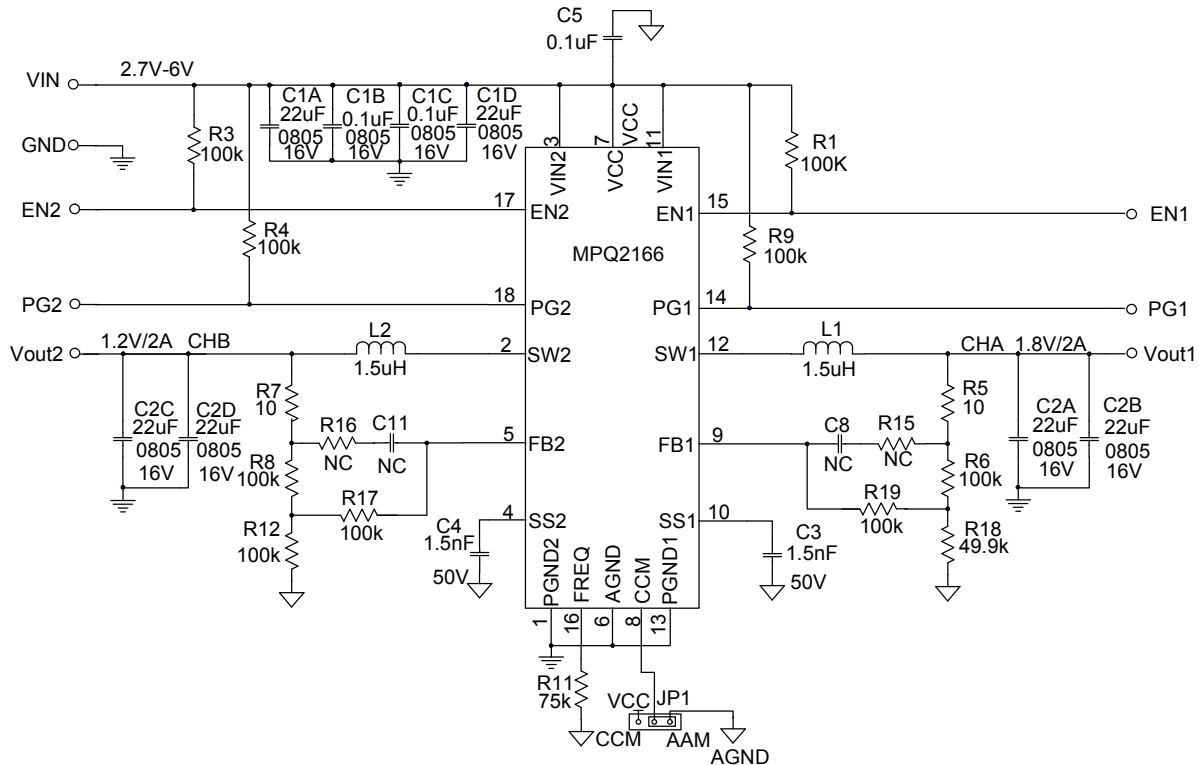 C5
0.1uF
VIN
2.7V-6V
GND
R3
100k
C1A
22uF
0805
16V
C1B
0.1uF
0805
16V
C1C
0.1uF
0805
16V
C1D
22uF
0805
16V
R1
100K
3
VIN2
7
VCC
VCC
11
VIN1
EN2
17
EN2
EN1
15
EN1
R4
100k
MPQ2166
R9
100k
PG2
18
PG2
PG1
14
PG1
Vout2
1.2V/2A
CHB
L2
1.5uH
2
SW2
SW1
12
L1
1.5uH
CHA
1.8V/2A
Vout1
C2C
22uF
0805
16V
C2D
22uF
0805
16V
R7
10
R16
NC
C11
NC
5
FB2
FB1
9
C8
NC
R15
NC
R5
10
C2A
22uF
0805
16V
C2B
22uF
0805
16V
R8
100k
R17
100k
R12
100k
R6
100k
R19
100k
R18
49.9k
C4
1.5nF
50V
4
SS2
SS1
10
C3
1.5nF
50V
PGND2
FREQ
AGND
CCM
PGND1
1
16
6
8
13
R11
75k
VCC
JP1
CCM
AAM
AGND